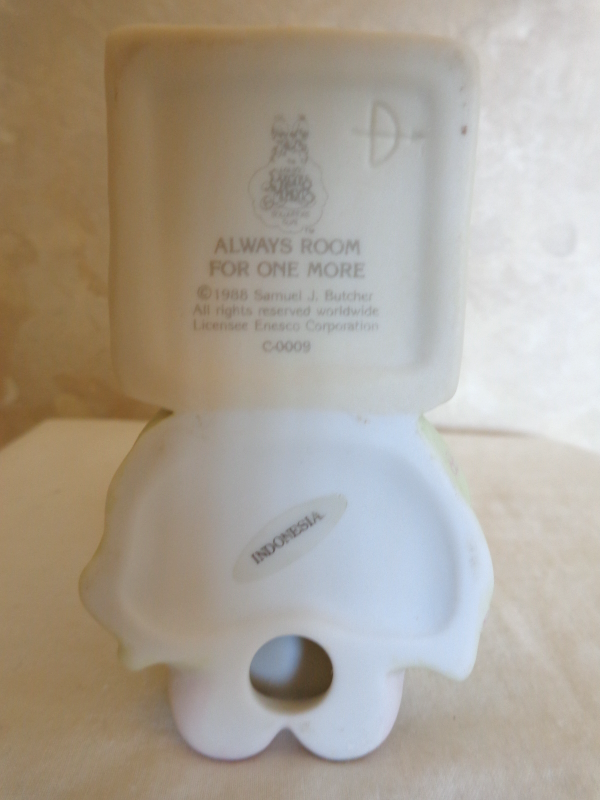 ALWAYS ROOM
FOR ONE MORE
©1988 Samuel J. Butcher
All rights reserved worldwide
Licensee Enesco Corporation
C-0009
INDONESIA